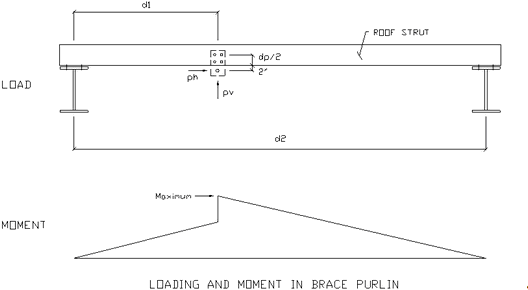 d1
ROOF STRUT
dp/2
2"
ph
pv
LOAD
d2
Maximum
MOMENT
LOADING AND MOMENT IN BRACE PURLIN